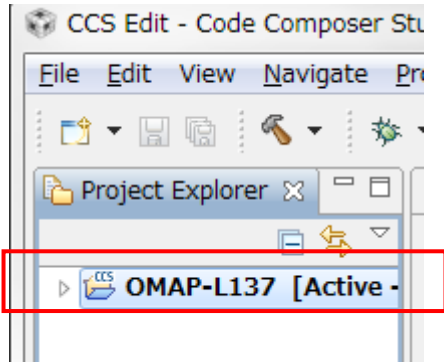 CCS Edit - Code Composer Stu
File Edit View Navigate Pr
Project Explorer
CCS
OMAP-L137 [Active -